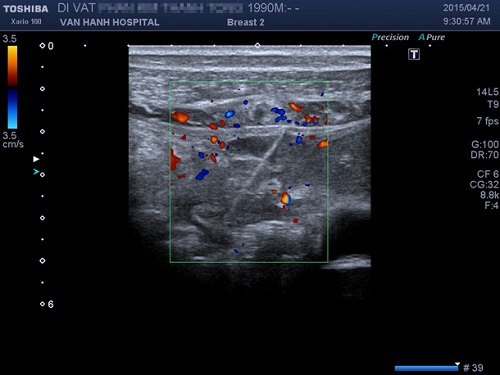 TOSHIBA DI VAT 1990M:-- 2015/04/21
Xario 100 VAN HANH HOSPITAL Breast 2 9:30:57 AM
Precision APure
T
3.5
3.5
cm/s
0
6
14L5
T9
7 fps
G:100
DR:70
CF 6
CG:32
8.8k
F:4
# 39